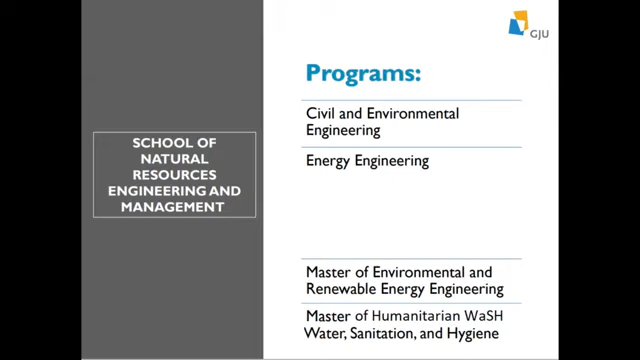 GJU
Programs:
Civil and Environmental
Engineering
Energy Engineering
SCHOOL OF
NATURAL
RESOURCES
ENGINEERING AND
MANAGEMENT
Master of Environmental and
Renewable Energy Engineering
Master of Humanitarian WaSH
Water, Sanitation, and Hygiene